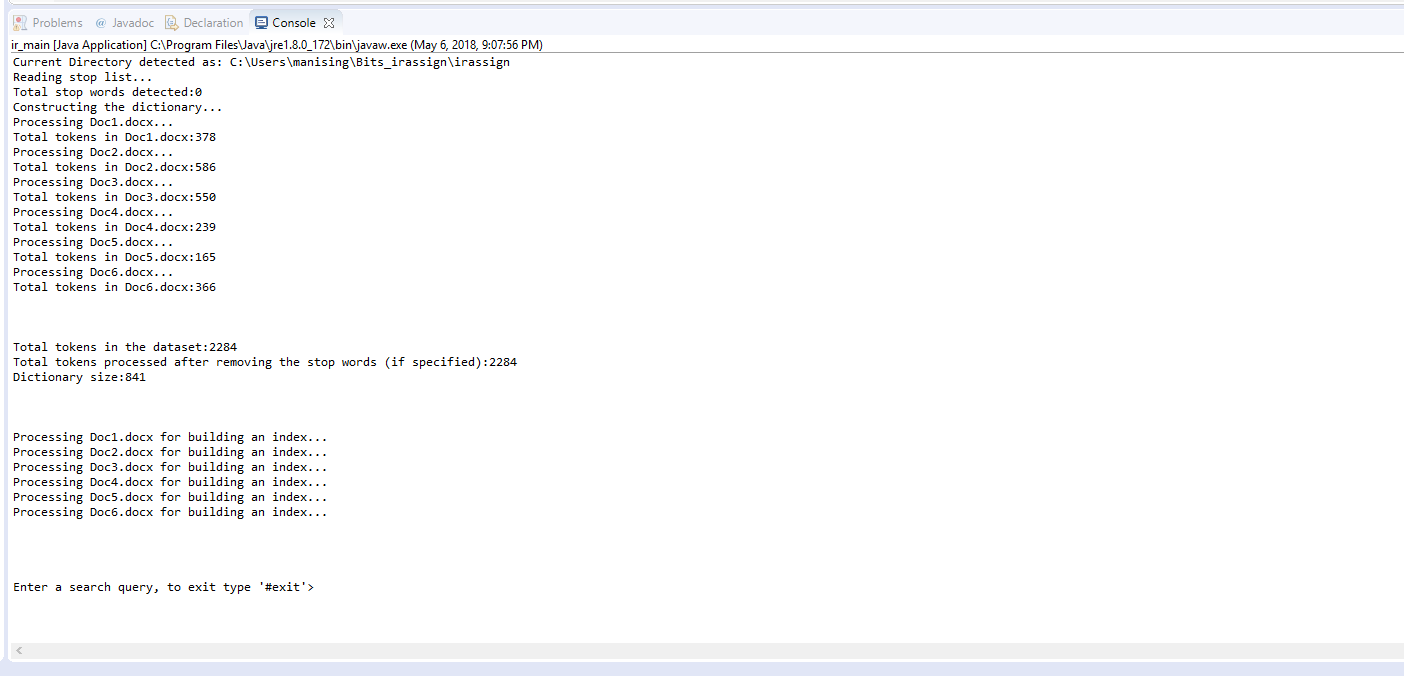 Problems @ Javadoc Declaration Console
ir_main [Java Application] C:\Program Files\Java\jre1.8.0_172\bin\javaw.exe (May 6, 2018, 9:07:56 PM)
Current Directory detected as: C:\Users\manising\Bits_irassign\irassign
Reading stop list...
Total stop words detected:0
Constructing the dictionary...
Processing Doc1.docx...
Total tokens in Doc1.docx:378
Processing Doc2.docx...
Total tokens in Doc2.docx:586
Processing Doc3.docx...
Total tokens in Doc3.docx:550
Processing Doc4.docx...
Total tokens in Doc4.docx:239
Processing Doc5.docx...
Total tokens in Doc5.docx:165
Processing Doc6.docx...
Total tokens in Doc6.docx:366
Total tokens in the dataset:2284
Total tokens processed after removing the stop words (if specified):2284
Dictionary size:841
Processing Doc1.docx for building an index...
Processing Doc2.docx for building an index...
Processing Doc3.docx for building an index...
Processing Doc4.docx for building an index...
Processing Doc5.docx for building an index...
Processing Doc6.docx for building an index...
Enter a search query, to exit type '#exit'>